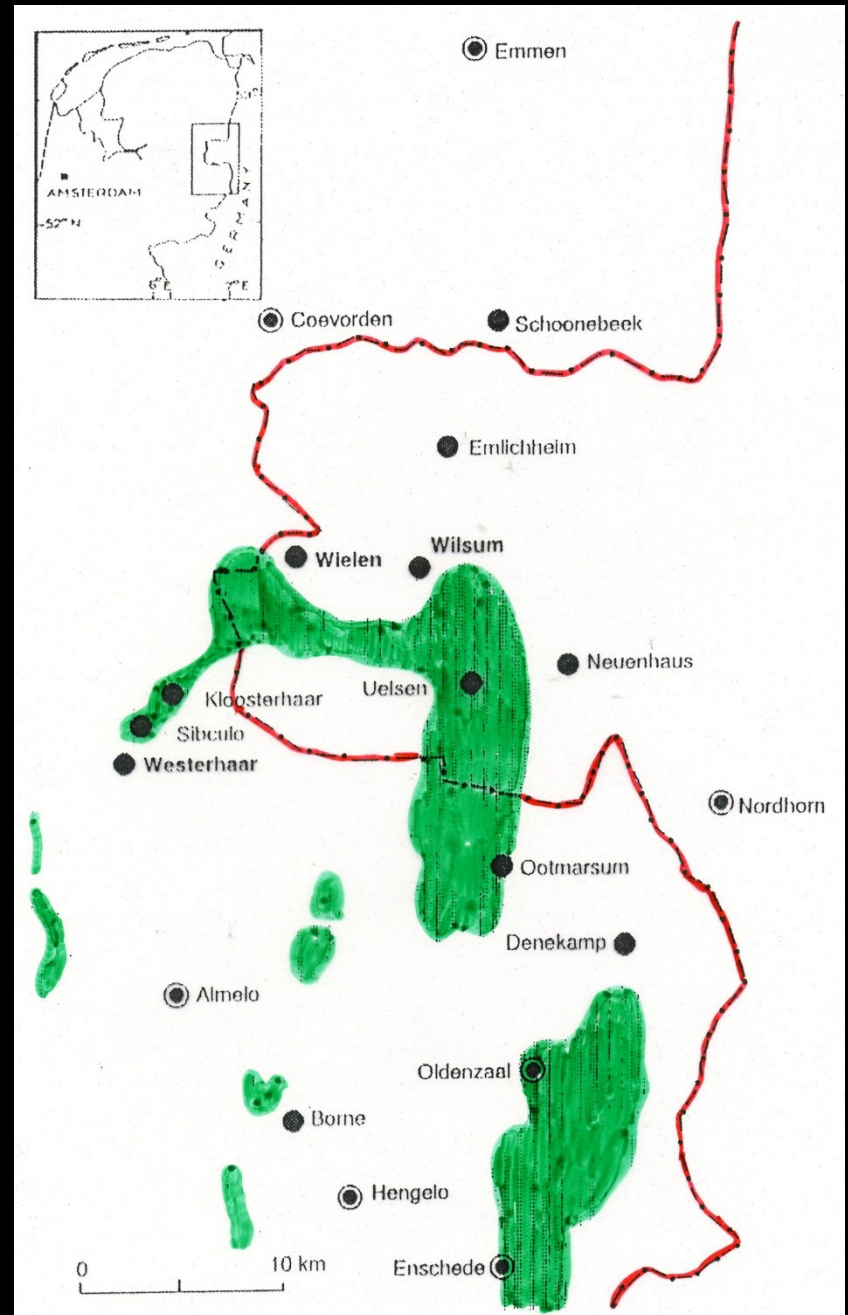 Emmen
AMSTERDAM
52° N
GERMANY
6° E
7° E
Coevorden
Schoonebeek
Emlichheim
Wielen
Wilsum
Neuenhaus
Uelsen
Kloosterhaar
Sibculo
Westerhaar
Nordhorn
Ootmarsum
Denekamp
Almelo
Oldenzaal
Borne
Hengelo
0 10 km
Enschede